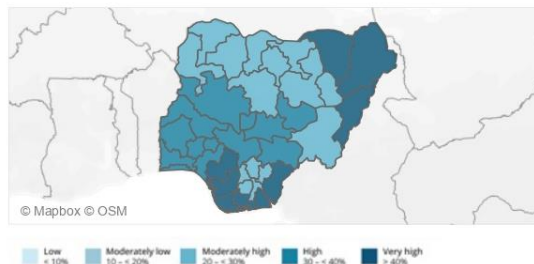 © Mapbox © OSM
Low
< 10%
Moderately low
10 – < 20%
Moderately high
20 – < 30%
High
30 – < 40%
Very high
> 40%